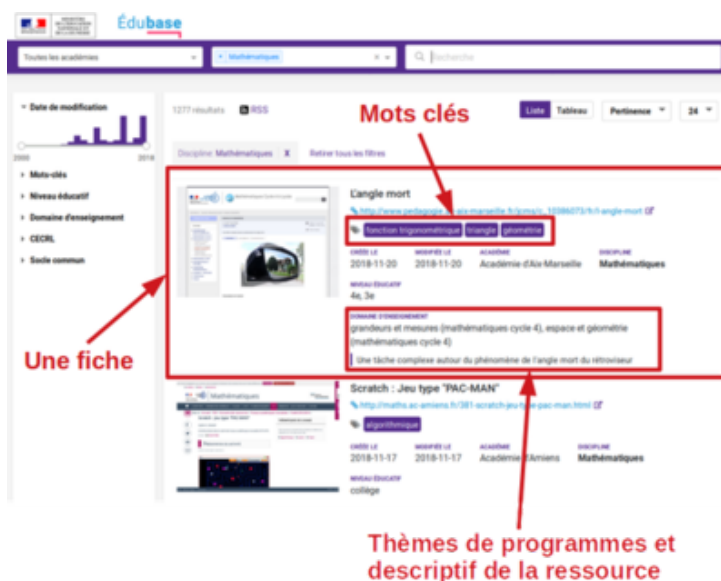 Édubase
Toutes les académies
Mathématiques
Recherche
Date de modification
2000
2018
Mots-clés
Niveau éducatif
Domaine d'enseignement
CECRL
Socle commun
1277 résultats
RSS
Mots clés
Liste
Tableau
Pertinence
24
Discipline: Mathématiques X
Retirer tous les filtres
L'angle mort
fonction trigonométrique
triangle
géométrie
CRÉÉE LE
MODIFIÉE LE
ACADÉMIE
DISCIPLINE
2018-11-20
2018-11-20
Académie d'Aix-Marseille
Mathématiques
NIVEAU ÉDUCATIF
4e, 3e
DOMAINE D'ENSEIGNEMENT
grandeurs et mesures (mathématiques cycle 4), espace et géométrie
(mathématiques cycle 4)
Une tâche complexe autour du phénomène de l'angle mort du rétroviseur
Une fiche
Mathématiques
Scratch : Jeu type "PAC-MAN"
http://maths.ac-amiens.fr/381-scratch-jeu-type-pac-man.html
algorithmique
CRÉÉE LE
MODIFIÉE LE
ACADÉMIE
DISCIPLINE
2018-11-17
2018-11-17
Académie d'Amiens
Mathématiques
NIVEAU ÉDUCATIF
collège
Thèmes de programmes et
descriptif de la ressource